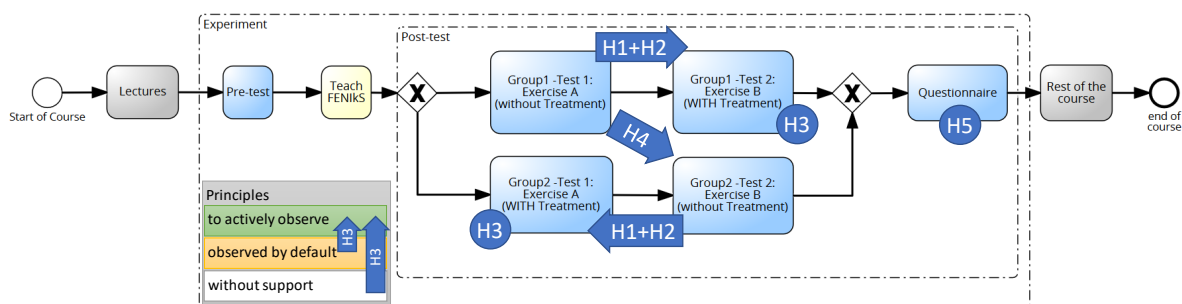 Experiment
Post-test
Start of Course
Lectures
Pre-test
Teach
FENIkS
X
Group1 -Test 1:
Exercise A
(without Treatment)
H1+H2
Group1 -Test 2:
Exercise B
(WITH Treatment)
H3
H4
Group2 -Test 1:
Exercise A
(WITH Treatment)
H3
Group2 -Test 2:
Exercise B
(without Treatment)
H1+H2
X
Questionnaire
H5
Rest of the
course
end of
course
Principles
to actively observe
observed by default
without support
H3
H3